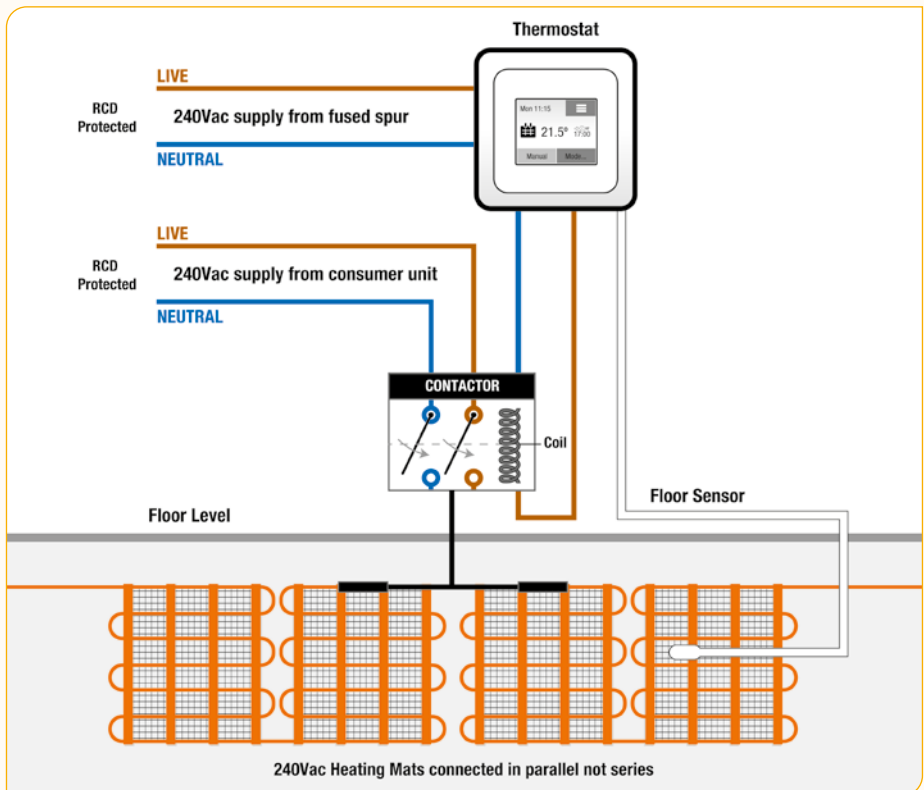 Thermostat
LIVE
RCD
Protected
240Vac supply from fused spur
NEUTRAL
Mon 11:15
21.5°
17:00
Manual
Mode...
LIVE
RCD
Protected
240Vac supply from consumer unit
NEUTRAL
CONTACTOR
Coil
Floor Sensor
Floor Level
240Vac Heating Mats connected in parallel not series